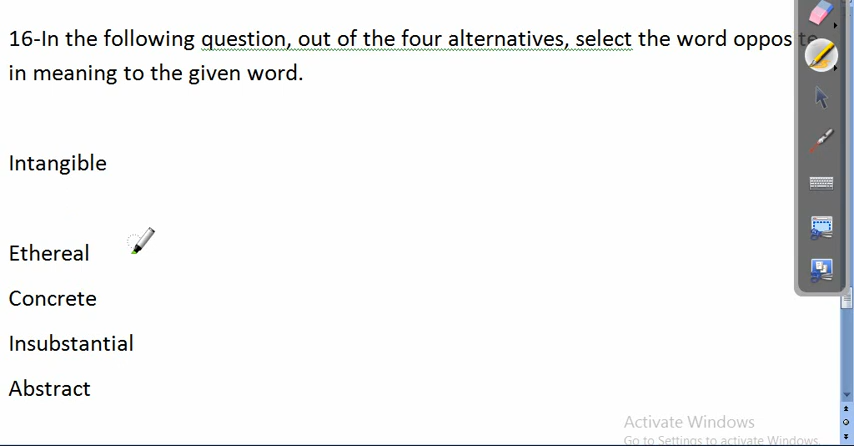 16-In the following question, out of the four alternatives, select the word opposite
in meaning to the given word.
Intangible
Ethereal
Concrete
Insubstantial
Abstract
Activate Windows
Go to Settings to activate Windows.